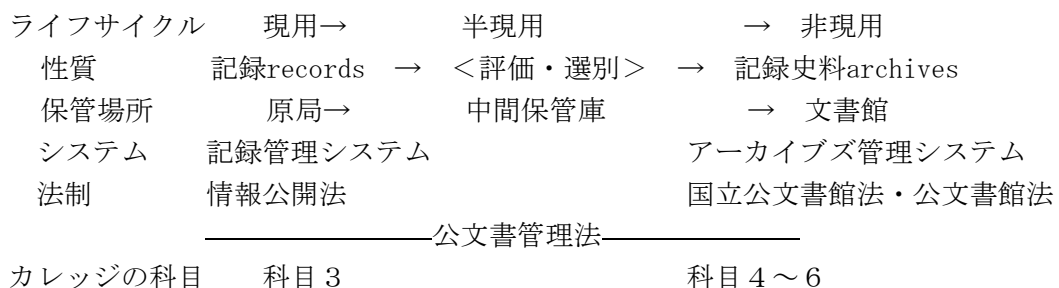 ライフサイクル 現用→ 半現用 → 非現用
性質 記録records → ＜評価・選別＞ → 記録史料archives
保管場所 原局→ 中間保管庫 → 文書館
システム 記録管理システム アーカイブズ管理システム
法制 情報公開法 国立公文書館法・公文書館法
公文書管理法
カレッジの科目 科目３ 科目４～６